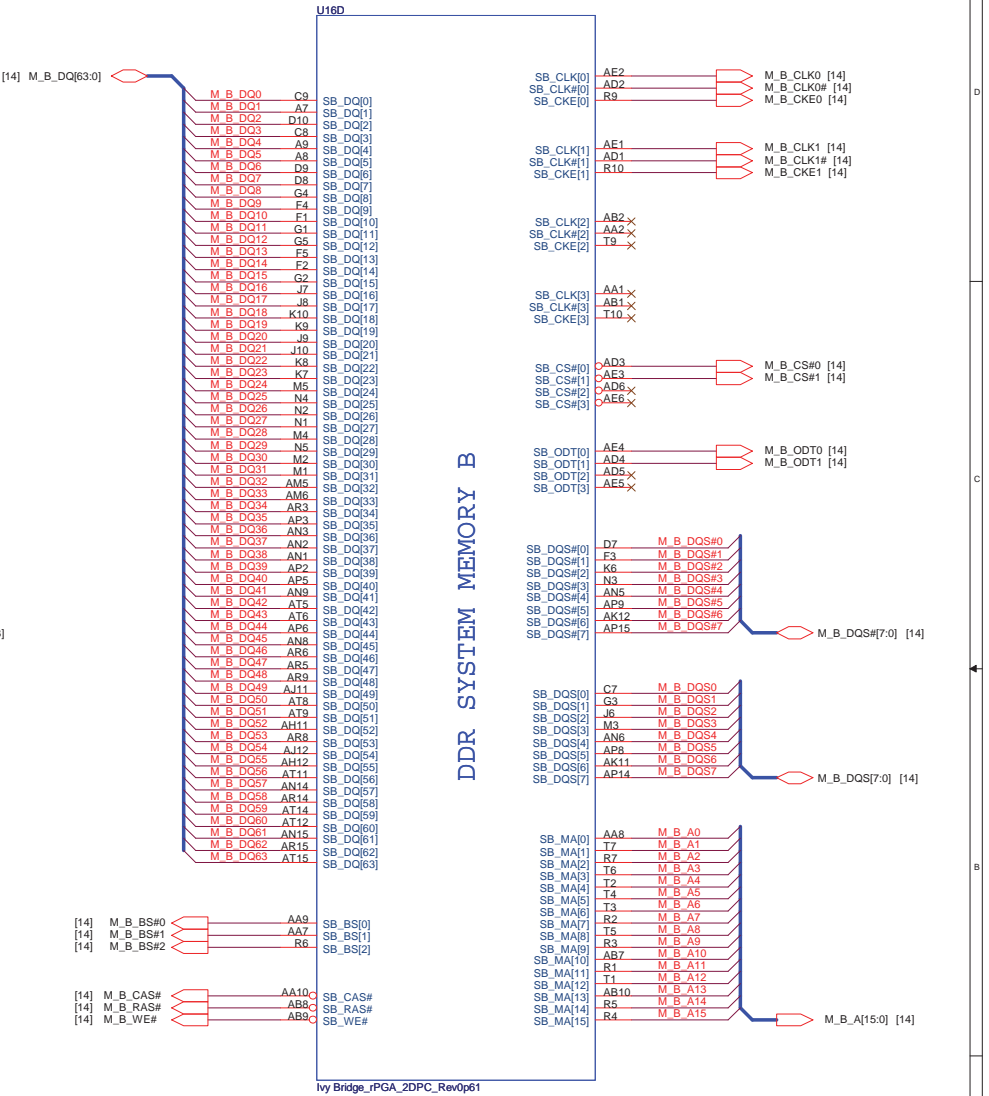 U16D
[14] M_B_DQ[63:0]
M_B_DQ0 C9 SB_DQ[0]
M_B_DQ1 A7 SB_DQ[1]
M_B_DQ2 D10 SB_DQ[2]
M_B_DQ3 C8 SB_DQ[3]
M_B_DQ4 A9 SB_DQ[4]
M_B_DQ5 A8 SB_DQ[5]
M_B_DQ6 D9 SB_DQ[6]
M_B_DQ7 D8 SB_DQ[7]
M_B_DQ8 G4 SB_DQ[8]
M_B_DQ9 F4 SB_DQ[9]
M_B_DQ10 F1 SB_DQ[10]
M_B_DQ11 G1 SB_DQ[11]
M_B_DQ12 G5 SB_DQ[12]
M_B_DQ13 F5 SB_DQ[13]
M_B_DQ14 F2 SB_DQ[14]
M_B_DQ15 G2 SB_DQ[15]
M_B_DQ16 J7 SB_DQ[16]
M_B_DQ17 J8 SB_DQ[17]
M_B_DQ18 K10 SB_DQ[18]
M_B_DQ19 K9 SB_DQ[19]
M_B_DQ20 J9 SB_DQ[20]
M_B_DQ21 J10 SB_DQ[21]
M_B_DQ22 K8 SB_DQ[22]
M_B_DQ23 K7 SB_DQ[23]
M_B_DQ24 M5 SB_DQ[24]
M_B_DQ25 N4 SB_DQ[25]
M_B_DQ26 N2 SB_DQ[26]
M_B_DQ27 N1 SB_DQ[27]
M_B_DQ28 M4 SB_DQ[28]
M_B_DQ29 N5 SB_DQ[29]
M_B_DQ30 M2 SB_DQ[30]
M_B_DQ31 M1 SB_DQ[31]
M_B_DQ32 AM5 SB_DQ[32]
M_B_DQ33 AM6 SB_DQ[33]
M_B_DQ34 AR3 SB_DQ[34]
M_B_DQ35 AP3 SB_DQ[35]
M_B_DQ36 AN3 SB_DQ[36]
M_B_DQ37 AN2 SB_DQ[37]
M_B_DQ38 AN1 SB_DQ[38]
M_B_DQ39 AP2 SB_DQ[39]
M_B_DQ40 AP5 SB_DQ[40]
M_B_DQ41 AN9 SB_DQ[41]
M_B_DQ42 AT5 SB_DQ[42]
M_B_DQ43 AT6 SB_DQ[43]
M_B_DQ44 AP6 SB_DQ[44]
M_B_DQ45 AN8 SB_DQ[45]
M_B_DQ46 AR6 SB_DQ[46]
M_B_DQ47 AR5 SB_DQ[47]
M_B_DQ48 AR9 SB_DQ[48]
M_B_DQ49 AJ11 SB_DQ[49]
M_B_DQ50 AT8 SB_DQ[50]
M_B_DQ51 AT9 SB_DQ[51]
M_B_DQ52 AH11 SB_DQ[52]
M_B_DQ53 AR8 SB_DQ[53]
M_B_DQ54 AJ12 SB_DQ[54]
M_B_DQ55 AH12 SB_DQ[55]
M_B_DQ56 AT11 SB_DQ[56]
M_B_DQ57 AN14 SB_DQ[57]
M_B_DQ58 AR14 SB_DQ[58]
M_B_DQ59 AT14 SB_DQ[59]
M_B_DQ60 AT12 SB_DQ[60]
M_B_DQ61 AN15 SB_DQ[61]
M_B_DQ62 AR15 SB_DQ[62]
M_B_DQ63 AT15 SB_DQ[63]
[14] M_B_BS#0 AA9 SB_BS[0]
[14] M_B_BS#1 AA7 SB_BS[1]
[14] M_B_BS#2 R6 SB_BS[2]
[14] M_B_CAS# AA10 SB_CAS#
[14] M_B_RAS# AB8 SB_RAS#
[14] M_B_WE# AB9 SB_WE#
DDR SYSTEM MEMORY B
SB_CLK[0] AE2 M_B_CLK0 [14]
SB_CLK#[0] AD2 M_B_CLK0# [14]
SB_CKE[0] R9 M_B_CKE0 [14]
SB_CLK[1] AE1 M_B_CLK1 [14]
SB_CLK#[1] AD1 M_B_CLK1# [14]
SB_CKE[1] R10 M_B_CKE1 [14]
SB_CLK[2] AB2
SB_CLK#[2] AA2
SB_CKE[2] T9
SB_CLK[3] AA1
SB_CLK#[3] AB1
SB_CKE[3] T10
SB_CS#[0] AD3 M_B_CS#0 [14]
SB_CS#[1] AE3 M_B_CS#1 [14]
SB_CS#[2] AD6
SB_CS#[3] AE6
SB_ODT[0] AE4 M_B_ODT0 [14]
SB_ODT[1] AD4 M_B_ODT1 [14]
SB_ODT[2] AD5
SB_ODT[3] AE5
SB_DQS#[0] D7 M_B_DQS#0
SB_DQS#[1] F3 M_B_DQS#1
SB_DQS#[2] K6 M_B_DQS#2
SB_DQS#[3] N3 M_B_DQS#3
SB_DQS#[4] AN5 M_B_DQS#4
SB_DQS#[5] AP9 M_B_DQS#5
SB_DQS#[6] AK12 M_B_DQS#6
SB_DQS#[7] AP15 M_B_DQS#7
M_B_DQS#[7:0] [14]
SB_DQS[0] C7 M_B_DQS0
SB_DQS[1] G3 M_B_DQS1
SB_DQS[2] J6 M_B_DQS2
SB_DQS[3] M3 M_B_DQS3
SB_DQS[4] AN6 M_B_DQS4
SB_DQS[5] AP8 M_B_DQS5
SB_DQS[6] AK11 M_B_DQS6
SB_DQS[7] AP14 M_B_DQS7
M_B_DQS[7:0] [14]
SB_MA[0] AA8 M_B_A0
SB_MA[1] T7 M_B_A1
SB_MA[2] R7 M_B_A2
SB_MA[3] T6 M_B_A3
SB_MA[4] T2 M_B_A4
SB_MA[5] T4 M_B_A5
SB_MA[6] T3 M_B_A6
SB_MA[7] R2 M_B_A7
SB_MA[8] T5 M_B_A8
SB_MA[9] R3 M_B_A9
SB_MA[10] AB7 M_B_A10
SB_MA[11] R1 M_B_A11
SB_MA[12] T1 M_B_A12
SB_MA[13] AB10 M_B_A13
SB_MA[14] R5 M_B_A14
SB_MA[15] R4 M_B_A15
M_B_A[15:0] [14]
Ivy Bridge_rPGA_2DPC_Rev0p61
D
C
B